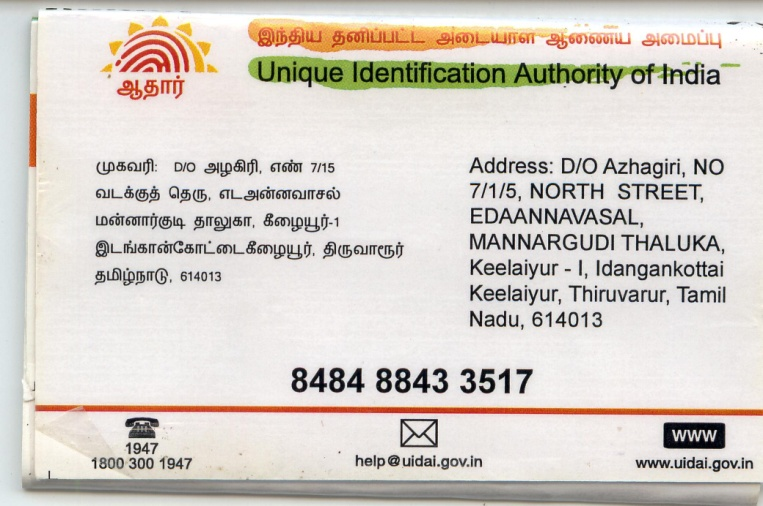 ஆதார்
இந்திய தனிப்பட்ட அடையாள ஆணைய அமைப்பு
Unique Identification Authority of India
முகவரி: D/O அழகிரி, எண் 7/15
வடக்குத் தெரு, எடஅன்னவாசல்
மன்னார்குடி தாலுகா, கீழையூர்-1
இடங்கான்கோட்டைகீழையூர், திருவாரூர்
தமிழ்நாடு, 614013
Address: D/O Azhagiri, NO
7/1/5, NORTH STREET,
EDAANNAVASAL,
MANNARGUDI THALUKA,
Keelaiyur - I, Idangankottai
Keelaiyur, Thiruvarur, Tamil
Nadu, 614013
8484 8843 3517
1947
1800 300 1947
help@uidai.gov.in
www
www.uidai.gov.in